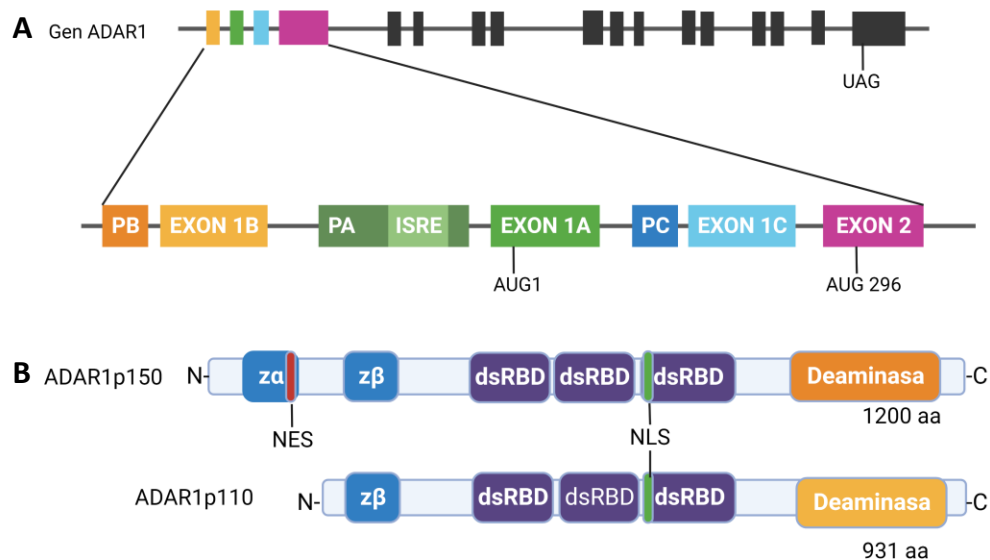 A Gen ADAR1
UAG
PB EXON 1B PA ISRE EXON 1A PC EXON 1C EXON 2
AUG1 AUG 296
B ADAR1p150 N- zα zβ dsRBD dsRBD dsRBD Deaminasa -C
1200 aa
NES NLS
ADAR1p110 N- zβ dsRBD dsRBD dsRBD Deaminasa -C
931 aa